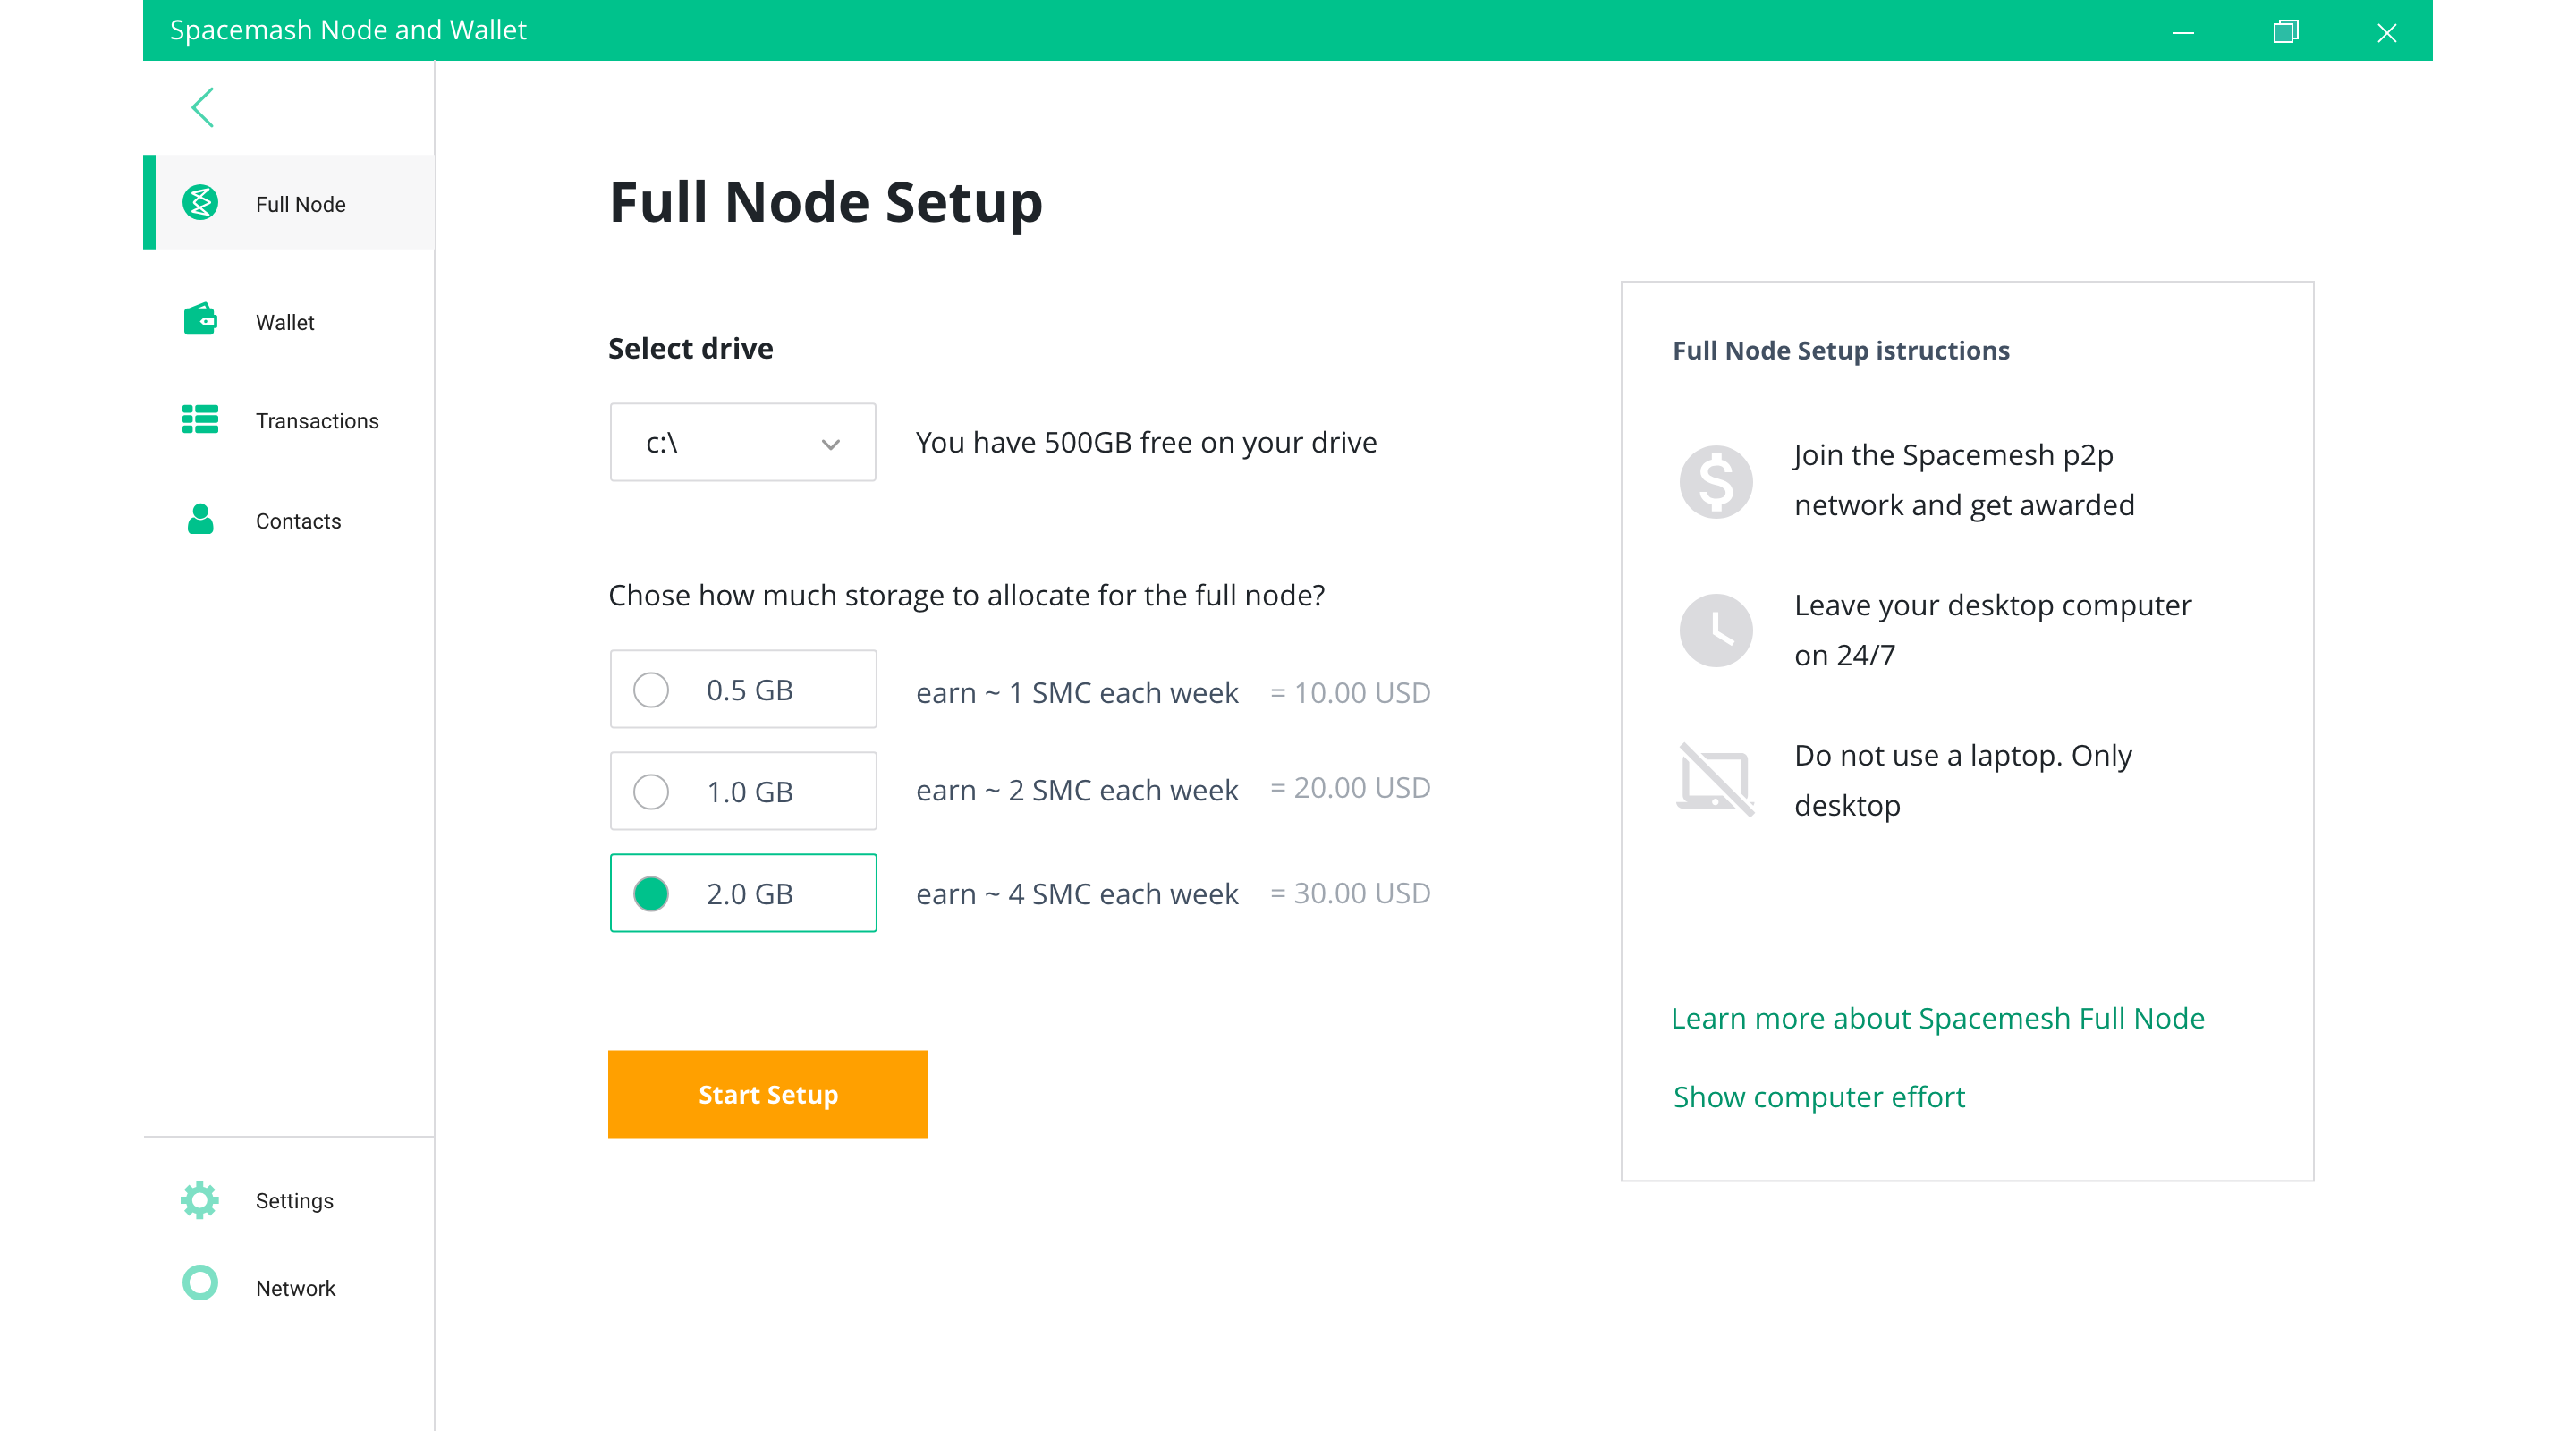 Spacemash Node and Wallet
Full Node
Wallet
Transactions
Contacts
Settings
Network
Full Node Setup
Select drive
c:\
You have 500GB free on your drive
Chose how much storage to allocate for the full node?
0.5 GB earn ~ 1 SMC each week = 10.00 USD
1.0 GB earn ~ 2 SMC each week = 20.00 USD
2.0 GB earn ~ 4 SMC each week = 30.00 USD
Start Setup
Full Node Setup istructions
Join the Spacemesh p2p
network and get awarded
Leave your desktop computer
on 24/7
Do not use a laptop. Only
desktop
Learn more about Spacemesh Full Node
Show computer effort